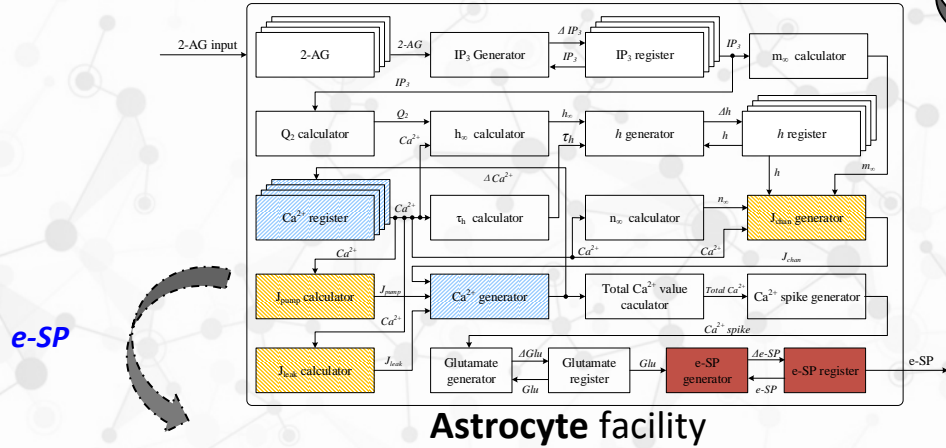 2-AG input
2-AG
2-AG
IP₃ Generator
Δ IP₃
IP₃
IP₃ register
IP₃
m∞ calculator
IP₃
Q₂ calculator
Q₂
Ca²⁺
h∞ calculator
h∞
τh
h generator
Δh
h
h register
Δ Ca²⁺
h
m∞
Ca²⁺ register
Ca²⁺
τh calculator
n∞ calculator
n∞
Jchan generator
Ca²⁺
Ca²⁺
Ca²⁺
Jchan
Jpump calculator
Jpump
Ca²⁺ generator
Total Ca²⁺ value
caculator
Total Ca²⁺
Ca²⁺ spike generator
Ca²⁺
Ca²⁺ spike
e-SP
Jleak calculator
Jleak
Glutamate
generator
ΔGlu
Glu
Glutamate
register
Glu
e-SP
generator
Δe-SP
e-SP
e-SP register
e-SP
Astrocyte facility